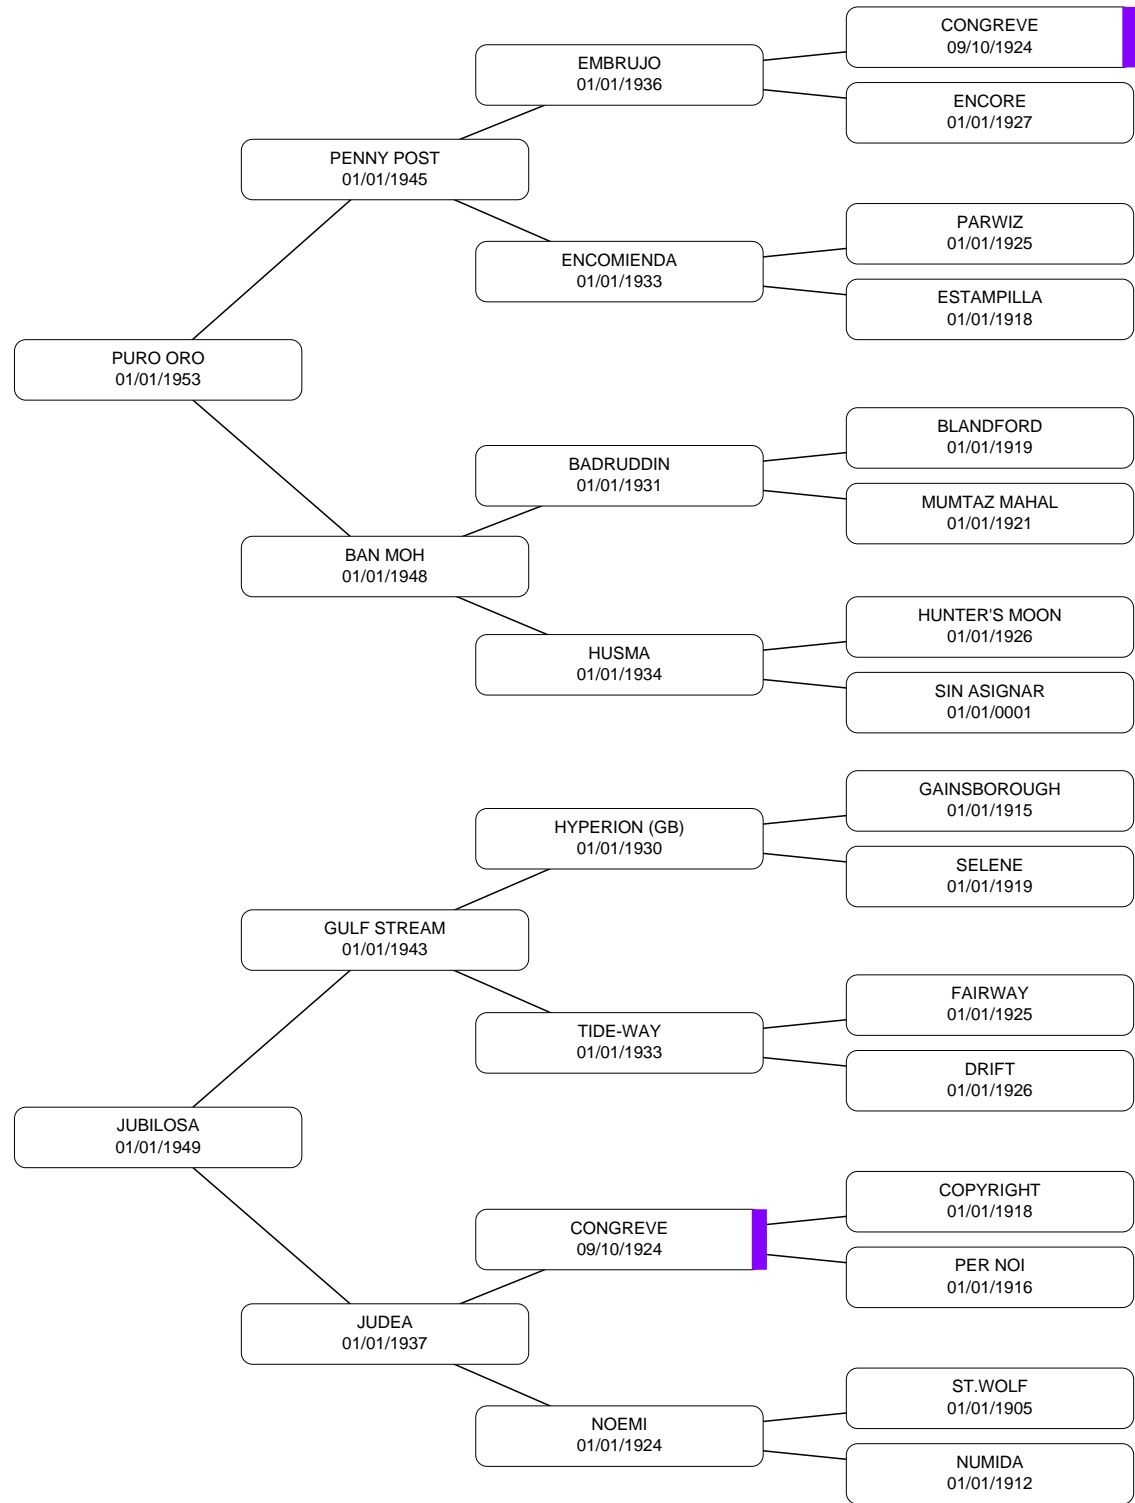 CONGREVE
09/10/1924
EMBRUJO
01/01/1936
ENCORE
01/01/1927
PENNY POST
01/01/1945
PARWIZ
01/01/1925
ENCOMIENDA
01/01/1933
ESTAMPILLA
01/01/1918
PURO ORO
01/01/1953
BLANDFORD
01/01/1919
BADRUDDIN
01/01/1931
MUMTAZ MAHAL
01/01/1921
BAN MOH
01/01/1948
HUNTER'S MOON
01/01/1926
HUSMA
01/01/1934
SIN ASIGNAR
01/01/0001
GAINSBOROUGH
01/01/1915
HYPERION (GB)
01/01/1930
SELENE
01/01/1919
GULF STREAM
01/01/1943
FAIRWAY
01/01/1925
TIDE-WAY
01/01/1933
DRIFT
01/01/1926
JUBILOSA
01/01/1949
COPYRIGHT
01/01/1918
CONGREVE
09/10/1924
PER NOI
01/01/1916
JUDEA
01/01/1937
ST.WOLF
01/01/1905
NOEMI
01/01/1924
NUMIDA
01/01/1912